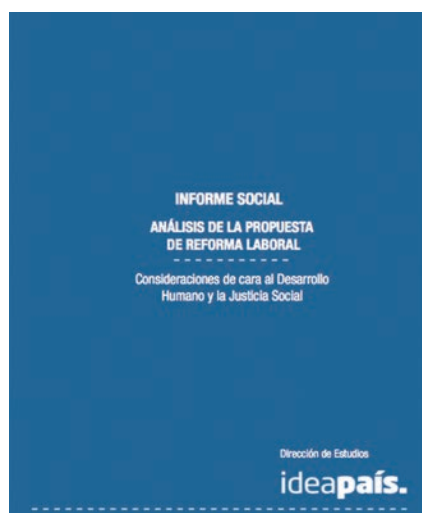 INFORME SOCIAL
ANÁLISIS DE LA PROPUESTA
DE REFORMA LABORAL
Consideraciones de cara al Desarrollo
Humano y la Justicia Social
Dirección de Estudios
ideapaís.